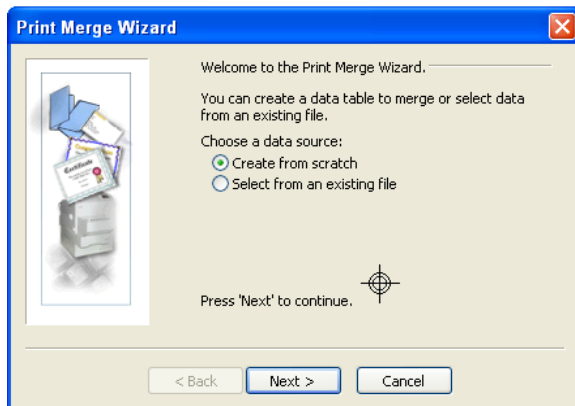 Print Merge Wizard
Welcome to the Print Merge Wizard.
You can create a data table to merge or select data
from an existing file.
Choose a data source:
Create from scratch
Select from an existing file
Certificate
Press 'Next' to continue.
< Back
Next >
Cancel